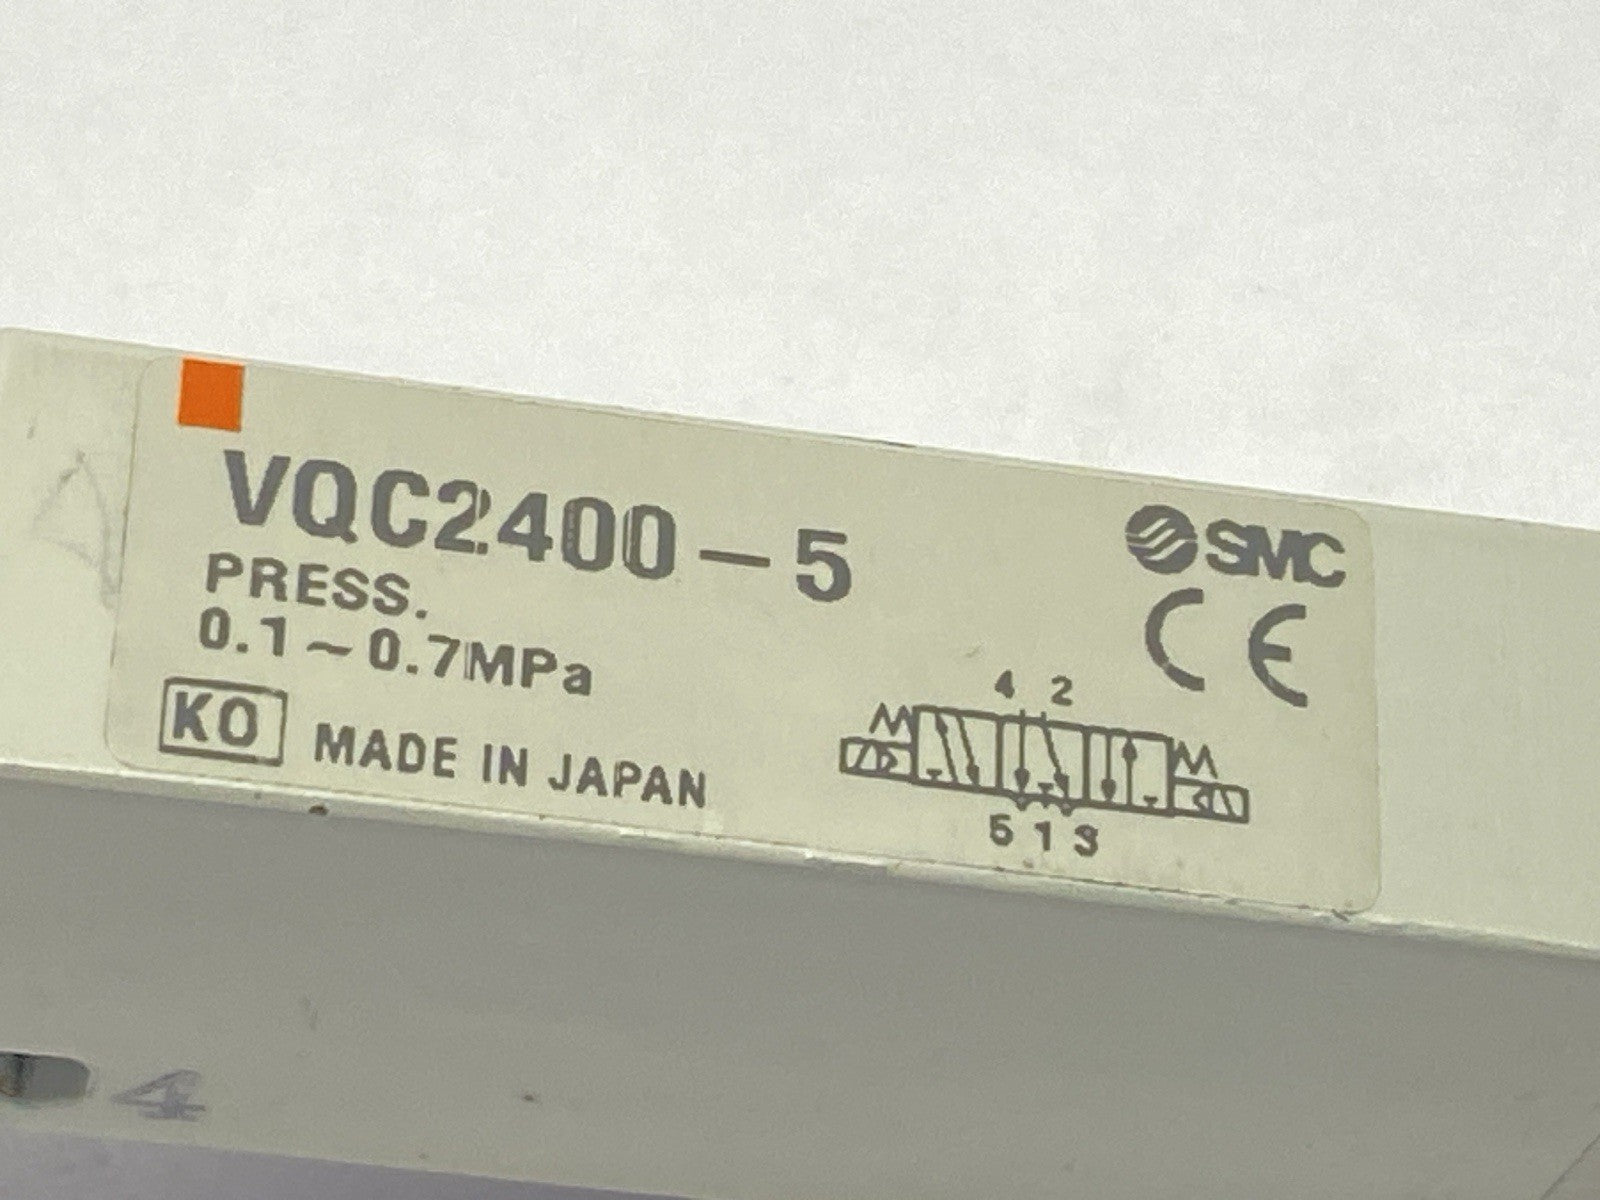 VQC2400-5
PRESS.
0.1~0.7MPa
KO MADE IN JAPAN
SMC
CE
4 2
5 1 3
4